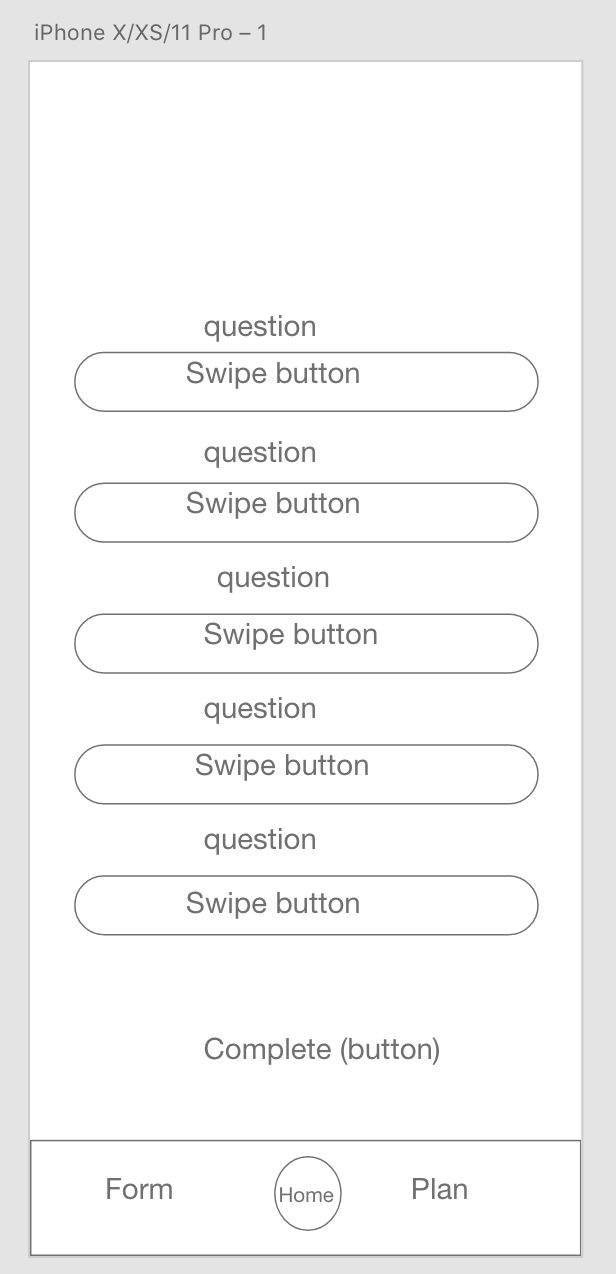 iPhone X/XS/11 Pro – 1
question
Swipe button
question
Swipe button
question
Swipe button
question
Swipe button
question
Swipe button
Complete (button)
Form Home Plan